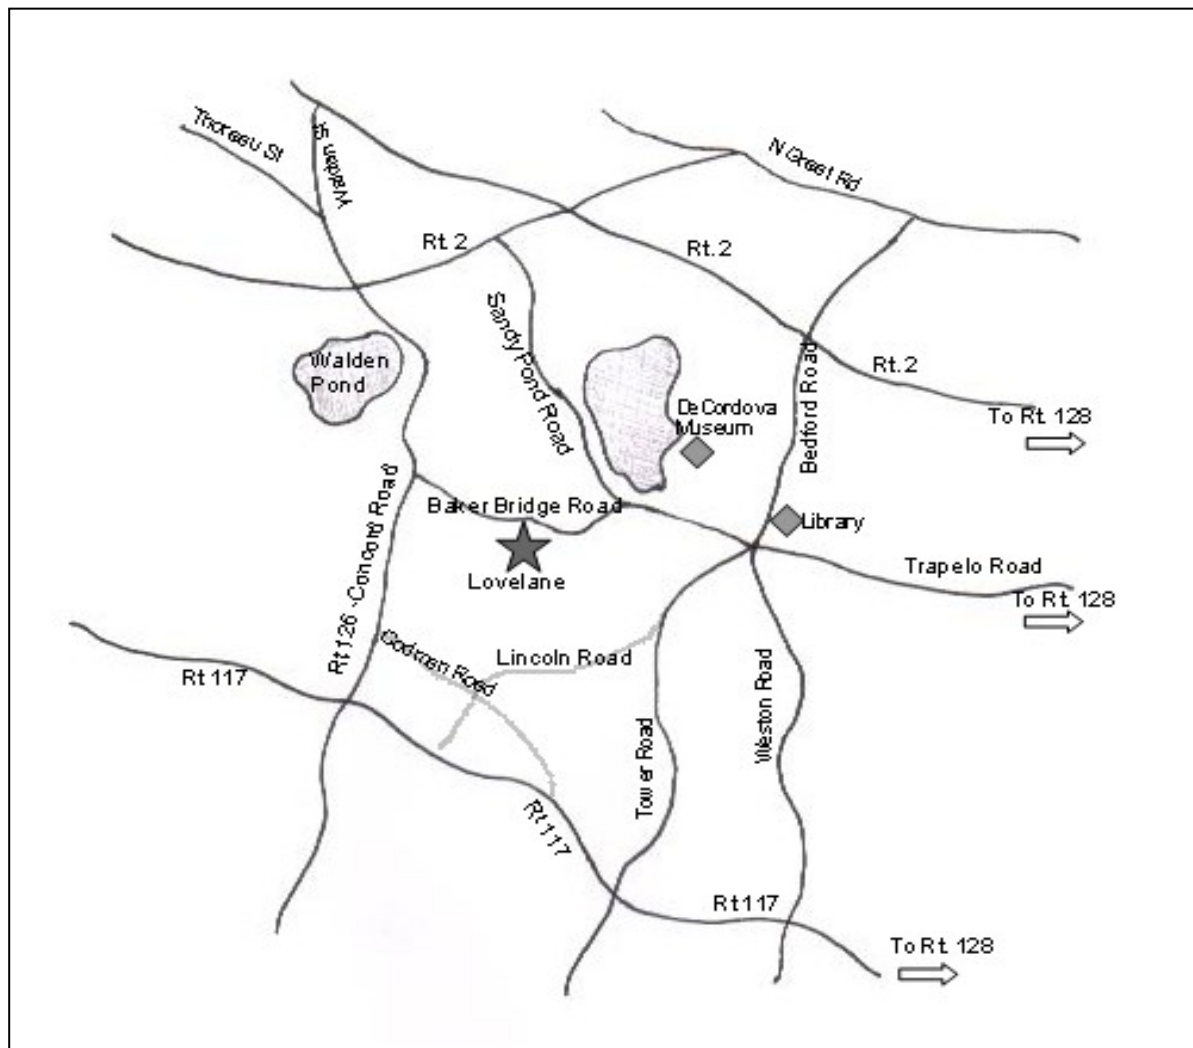 Thoreau St
Walden St
N Great Rd
Rt. 2
Rt. 2
Sandy Pond Road
Walden
Pond
Bedford Road
Rt. 2
DeCordova
Museum
To Rt. 128
Baker Bridge Road
Library
Rt 126 - Concord Road
Lovelane
Trapelo Road
To Rt. 128
Codman Road
Lincoln Road
Rt 117
Weston Road
Tower Road
Rt 117
Rt 117
To Rt. 128